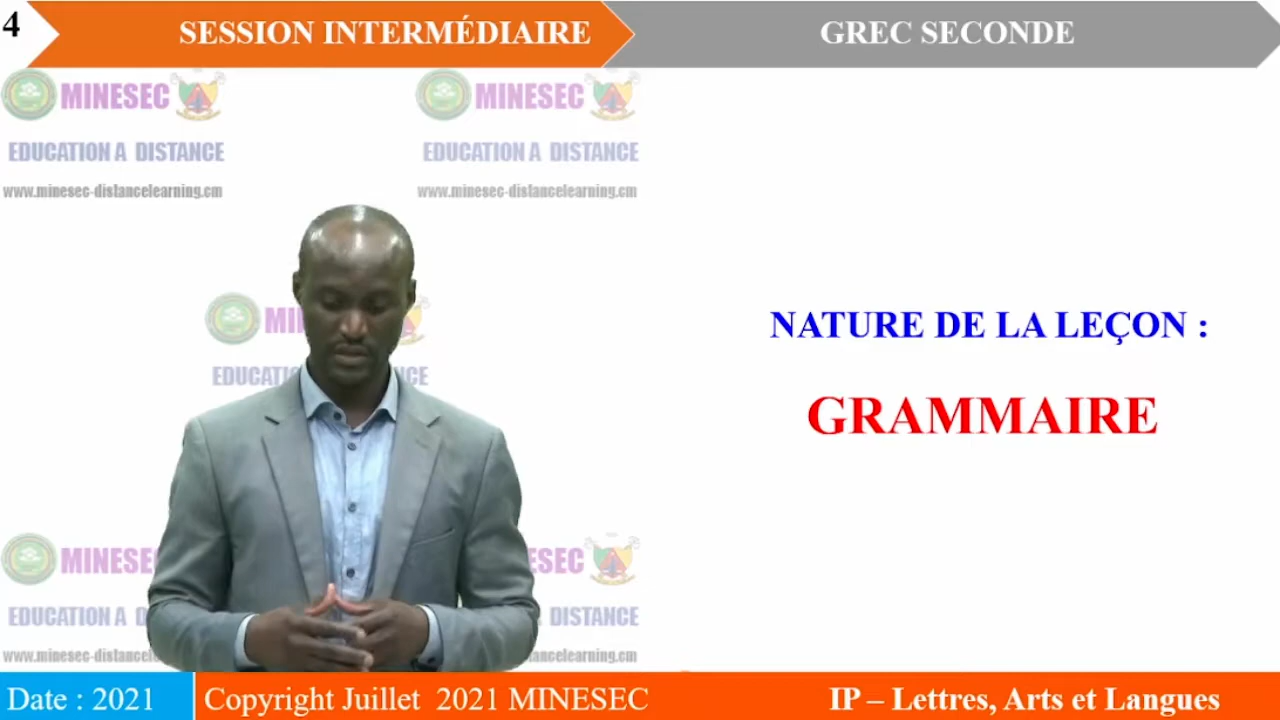 4
SESSION INTERMÉDIAIRE
GREC SECONDE
MINESEC
EDUCATION A DISTANCE
www.minesec-distancelearning.cm
MINESEC
EDUCATION A DISTANCE
www.minesec-distancelearning.cm
NATURE DE LA LEÇON :
GRAMMAIRE
Date : 2021
Copyright Juillet 2021 MINESEC
IP – Lettres, Arts et Langues